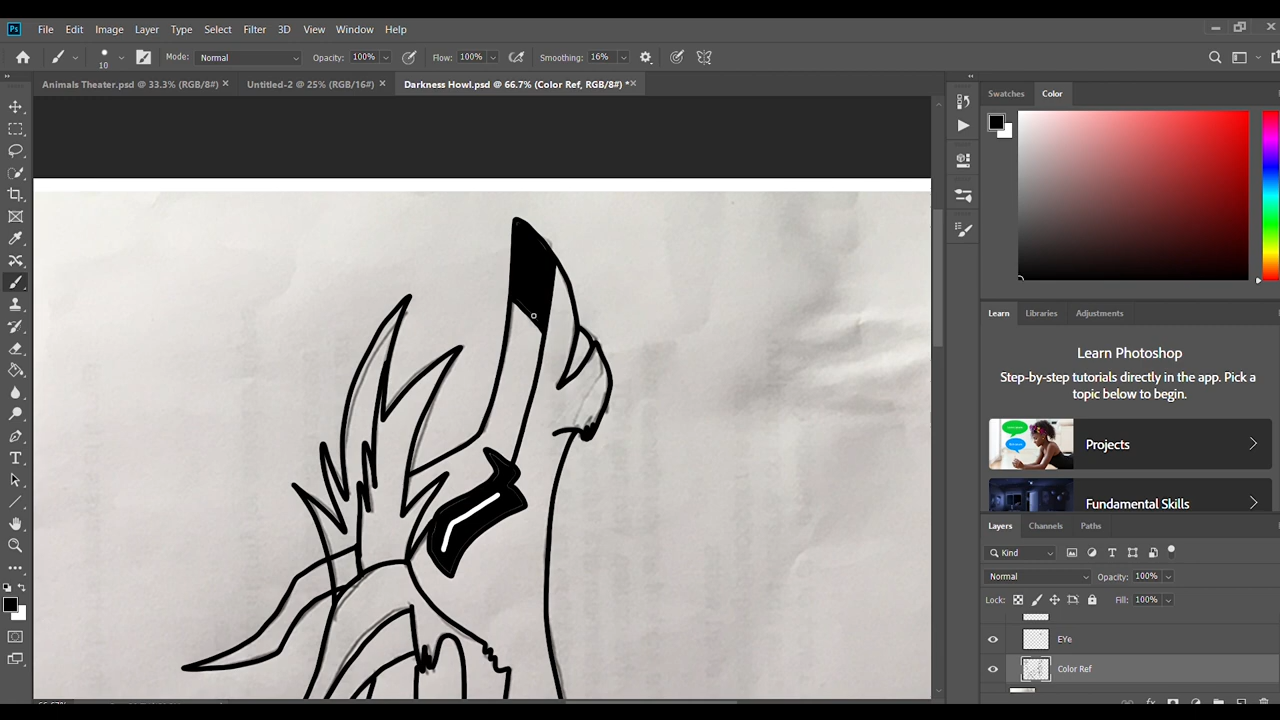 Ps File Edit Image Layer Type Select Filter 3D View Window Help
10 Mode: Normal Opacity: 100% Flow: 100% Smoothing: 16%
Animals Theater.psd @ 33.3% (RGB/8#) Untitled-2 @ 25% (RGB/16#) Darkness Howl.psd @ 66.7% (Color Ref, RGB/8#) *
Swatches Color
Learn Libraries Adjustments
Learn Photoshop
Step-by-step tutorials directly in the app. Pick a
topic below to begin.
Projects
Fundamental Skills
Layers Channels Paths
Kind
Normal Opacity: 100%
Lock: Fill: 100%
EYe
Color Ref